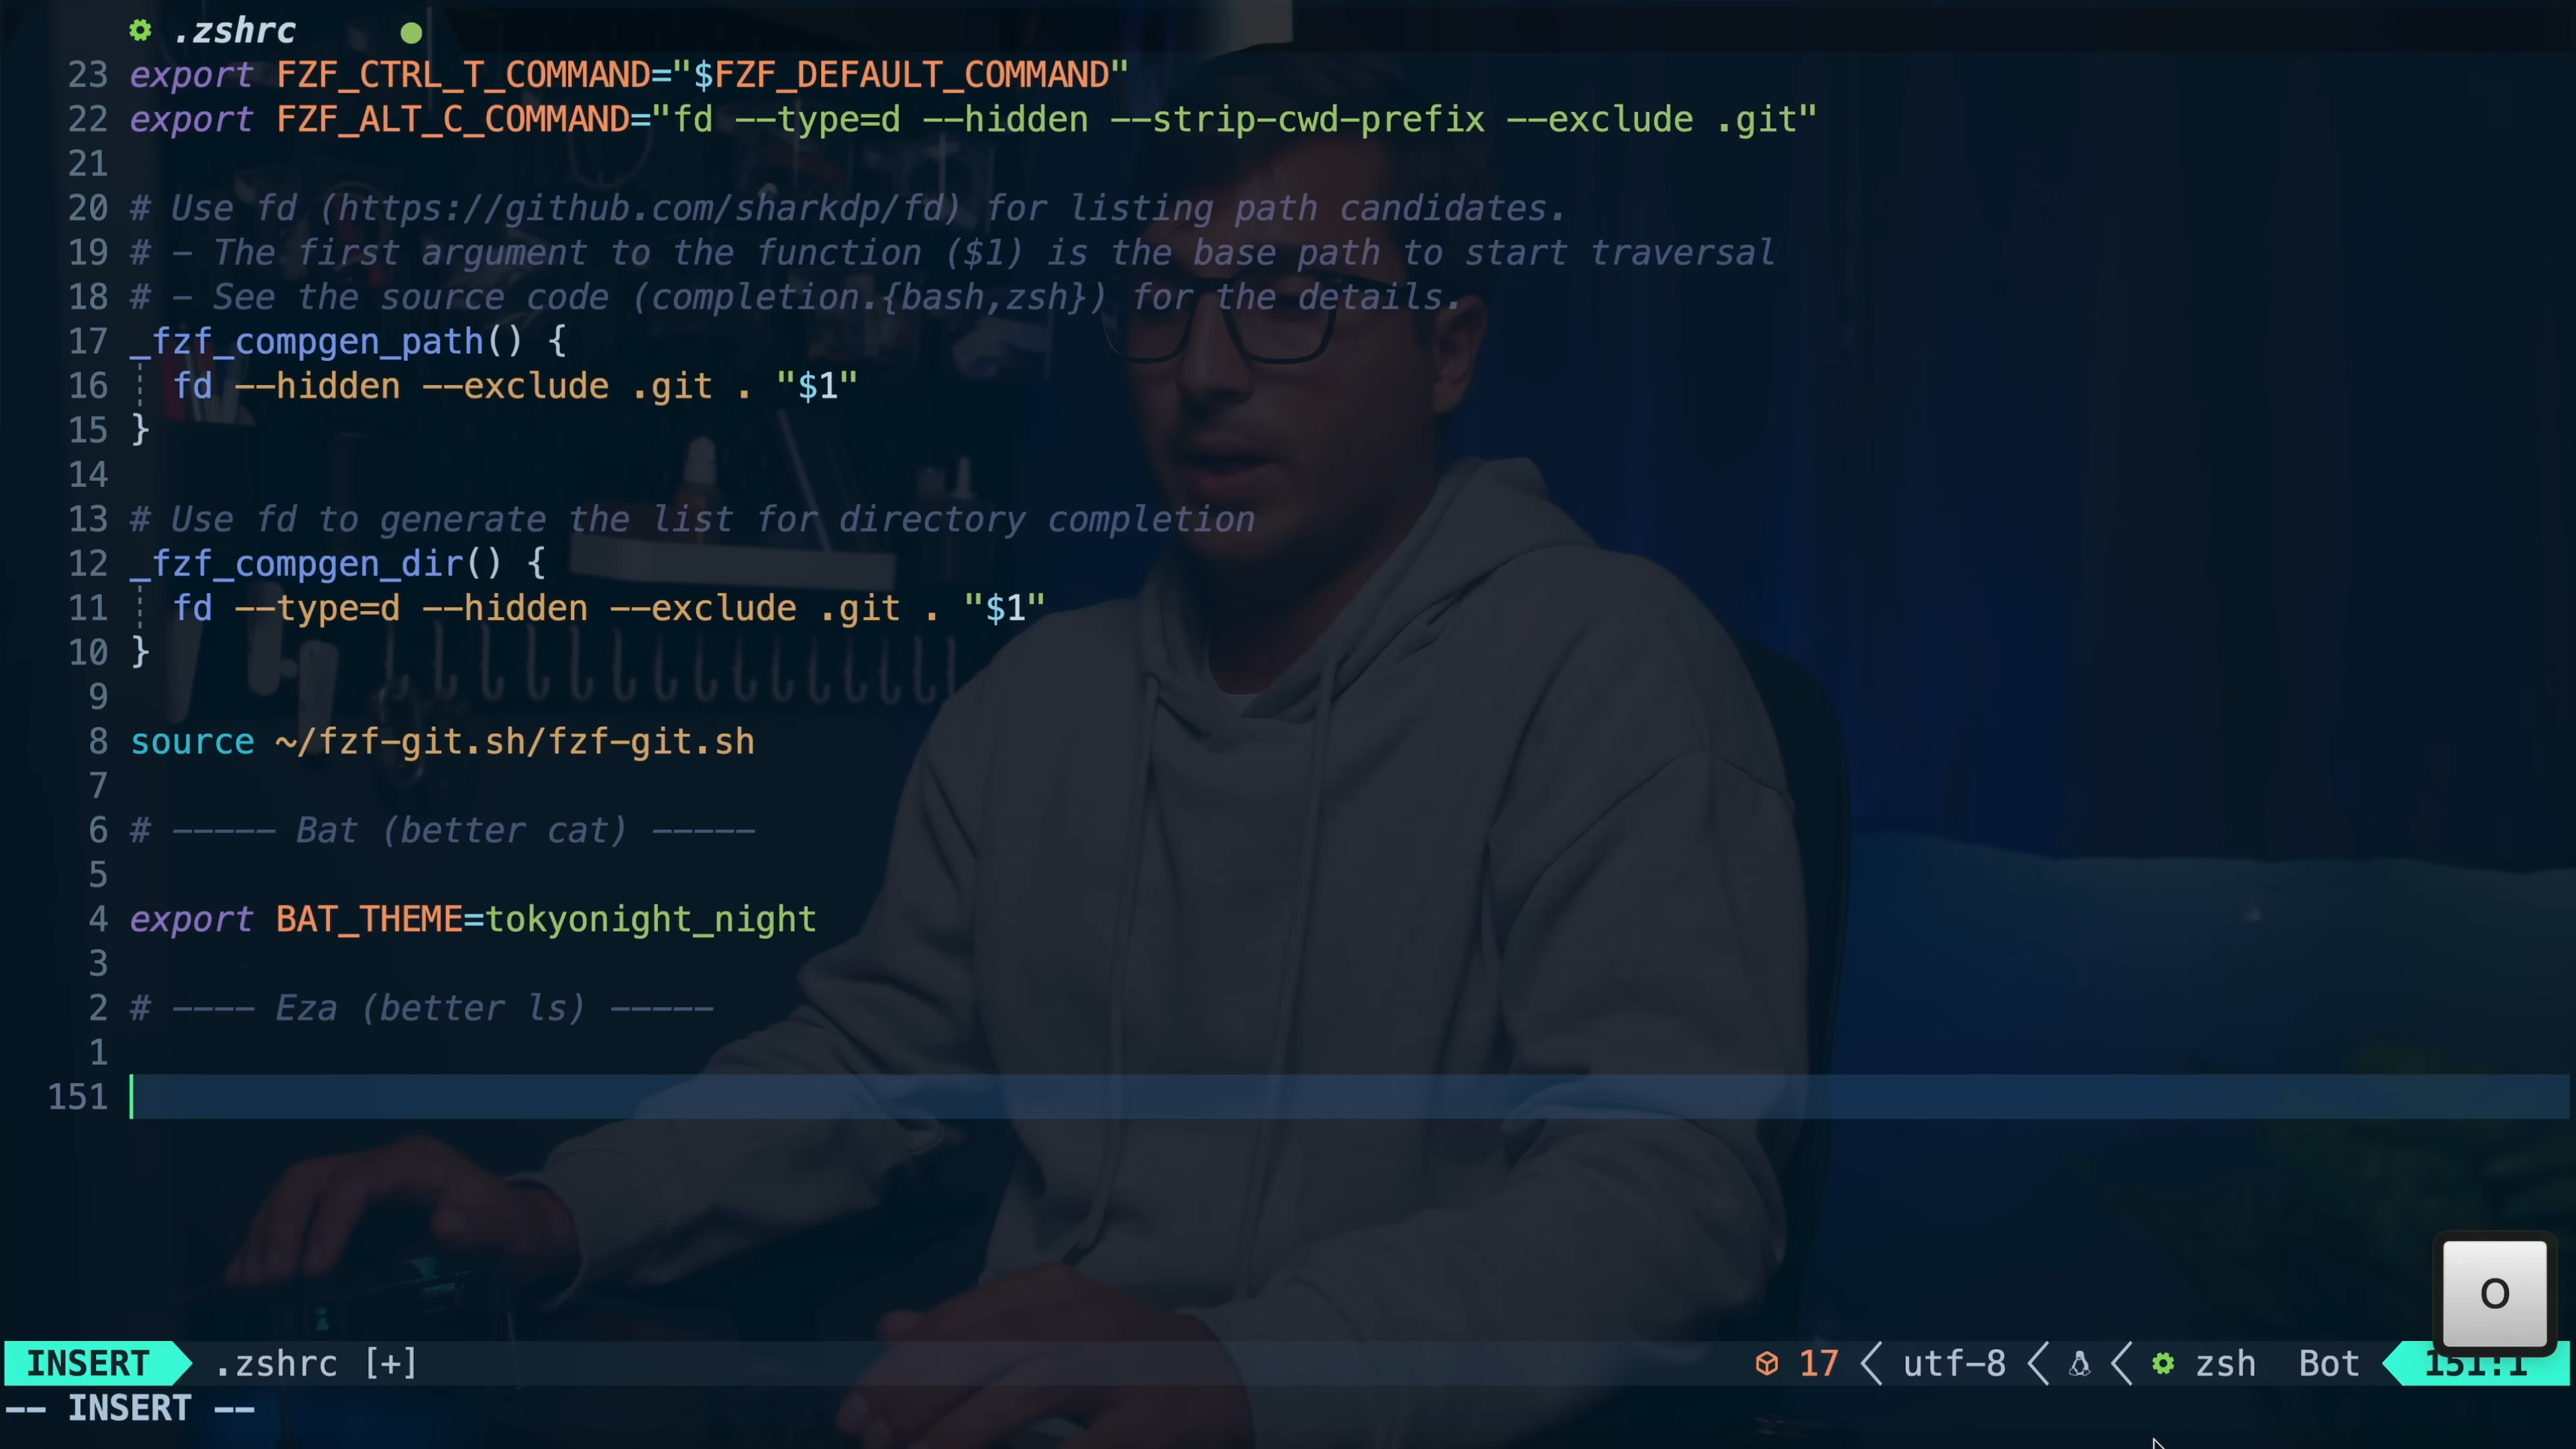 .zshrc
23 export FZF_CTRL_T_COMMAND="$FZF_DEFAULT_COMMAND"
22 export FZF_ALT_C_COMMAND="fd --type=d --hidden --strip-cwd-prefix --exclude .git"
21
20 # Use fd (https://github.com/sharkdp/fd) for listing path candidates.
19 # - The first argument to the function ($1) is the base path to start traversal
18 # - See the source code (completion.{bash,zsh}) for the details.
17 _fzf_compgen_path() {
16 fd --hidden --exclude .git . "$1"
15 }
14
13 # Use fd to generate the list for directory completion
12 _fzf_compgen_dir() {
11 fd --type=d --hidden --exclude .git . "$1"
10 }
9
8 source ~/fzf-git.sh/fzf-git.sh
7
6 # ----- Bat (better cat) -----
5
4 export BAT_THEME=tokyonight_night
3
2 # ---- Eza (better ls) -----
1
151
O
INSERT .zshrc [+] 17 utf-8 zsh Bot 151:1
-- INSERT --